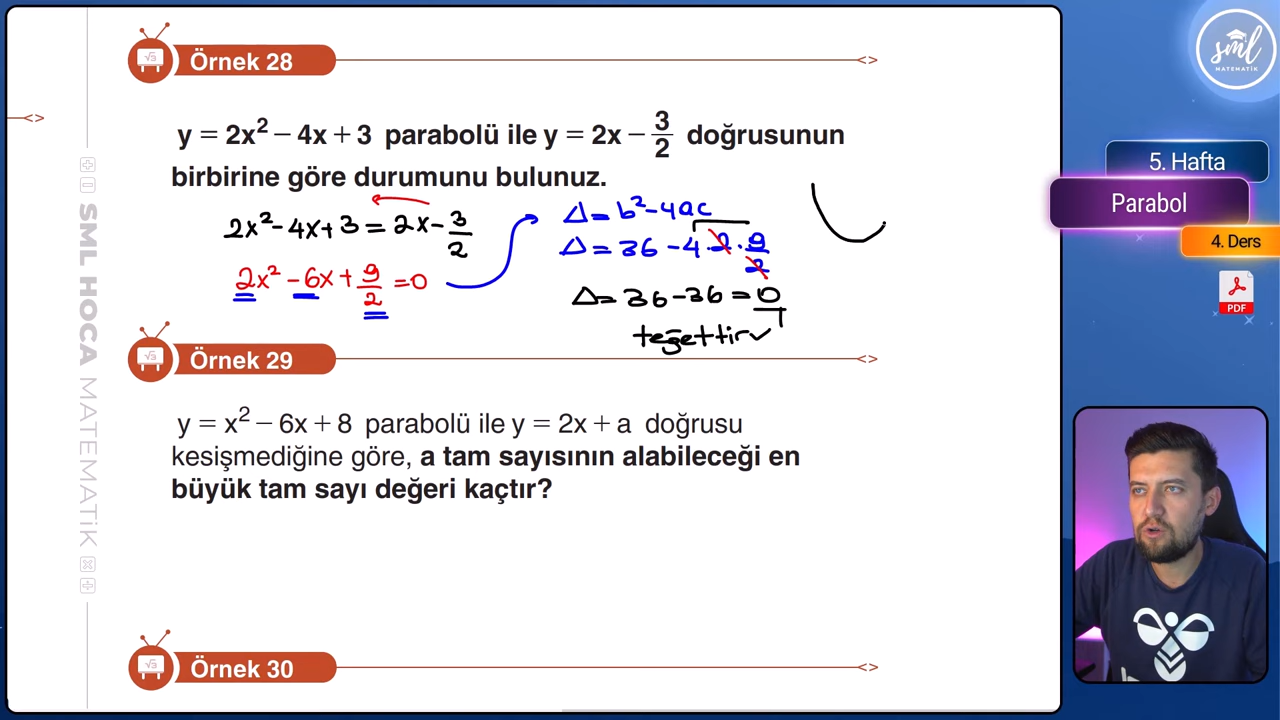 Örnek 28
y = 2x² − 4x + 3 parabolü ile y = 2x − 3/2 doğrusunun
birbirine göre durumunu bulunuz.
2x² − 4x + 3 = 2x − 3/2
2x² − 6x + 9/2 = 0
Δ = b² − 4ac
Δ = 36 − 4 · 2 · 9/2
Δ = 36 − 36 = 0
teğettir
Örnek 29
y = x² − 6x + 8 parabolü ile y = 2x + a doğrusu
kesişmediğine göre, a tam sayısının alabileceği en
büyük tam sayı değeri kaçtır?
Örnek 30
SML HOCA MATEMATİK
sml
MATEMATİK
5. Hafta
Parabol
4. Ders
PDF